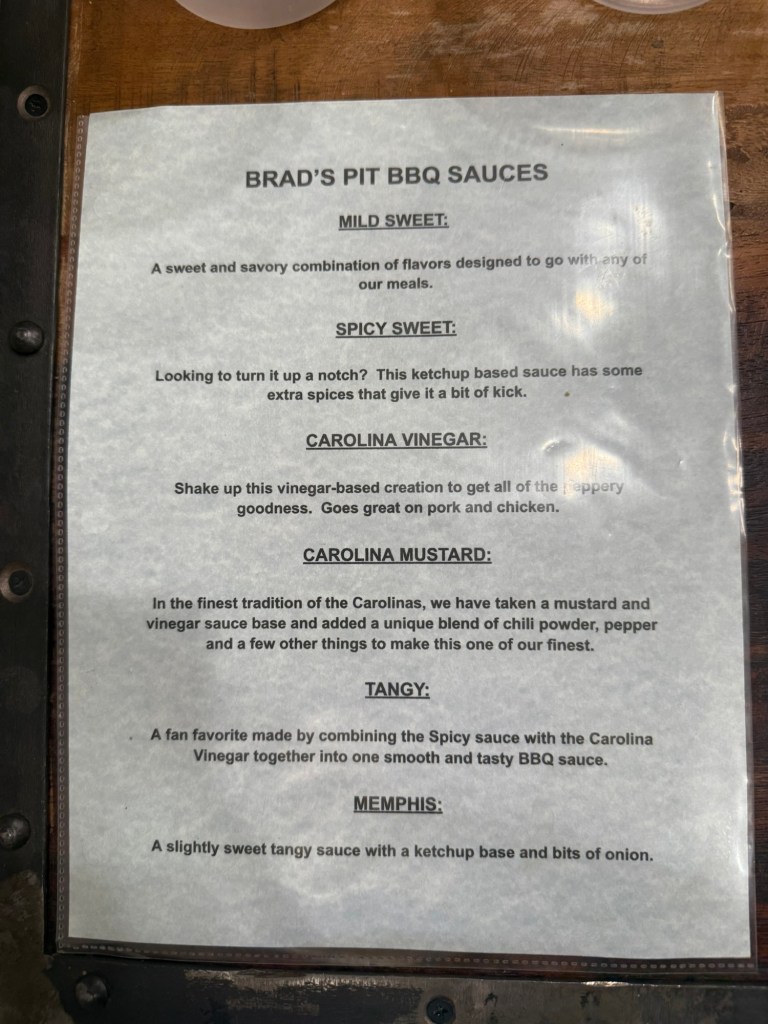 BRAD'S PIT BBQ SAUCES
MILD SWEET:
A sweet and savory combination of flavors designed to go with any of
our meals.
SPICY SWEET:
Looking to turn it up a notch?  This ketchup based sauce has some
extra spices that give it a bit of kick.
CAROLINA VINEGAR:
Shake up this vinegar-based creation to get all of the peppery
goodness.  Goes great on pork and chicken.
CAROLINA MUSTARD:
In the finest tradition of the Carolinas, we have taken a mustard and
vinegar sauce base and added a unique blend of chili powder, pepper
and a few other things to make this one of our finest.
TANGY:
A fan favorite made by combining the Spicy sauce with the Carolina
Vinegar together into one smooth and tasty BBQ sauce.
MEMPHIS:
A slightly sweet tangy sauce with a ketchup base and bits of onion.